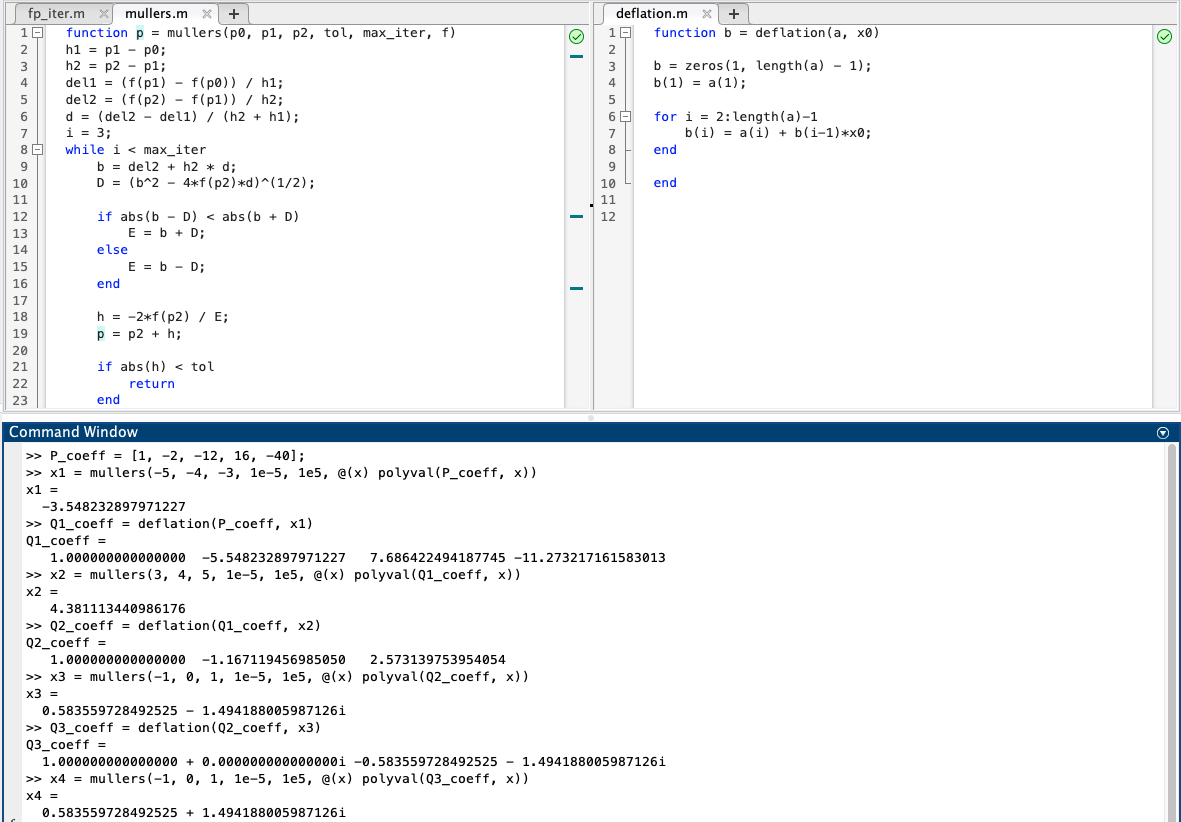 fp_iter.m × mullers.m × +
1 function p = mullers(p0, p1, p2, tol, max_iter, f)
2 h1 = p1 - p0;
3 h2 = p2 - p1;
4 del1 = (f(p1) - f(p0)) / h1;
5 del2 = (f(p2) - f(p1)) / h2;
6 d = (del2 - del1) / (h2 + h1);
7 i = 3;
8 while i < max_iter
9 b = del2 + h2 * d;
10 D = (b^2 - 4*f(p2)*d)^(1/2);
11
12 if abs(b - D) < abs(b + D)
13 E = b + D;
14 else
15 E = b - D;
16 end
17
18 h = -2*f(p2) / E;
19 p = p2 + h;
20
21 if abs(h) < tol
22 return
23 end
deflation.m × +
1 function b = deflation(a, x0)
2
3 b = zeros(1, length(a) - 1);
4 b(1) = a(1);
5
6 for i = 2:length(a)-1
7 b(i) = a(i) + b(i-1)*x0;
8 end
9
10 end
11
12
Command Window
>> P_coeff = [1, -2, -12, 16, -40];
>> x1 = mullers(-5, -4, -3, 1e-5, 1e5, @(x) polyval(P_coeff, x))
x1 =
-3.548232897971227
>> Q1_coeff = deflation(P_coeff, x1)
Q1_coeff =
1.000000000000000 -5.548232897971227 7.686422494187745 -11.273217161583013
>> x2 = mullers(3, 4, 5, 1e-5, 1e5, @(x) polyval(Q1_coeff, x))
x2 =
4.381113440986176
>> Q2_coeff = deflation(Q1_coeff, x2)
Q2_coeff =
1.000000000000000 -1.167119456985050 2.573139753954054
>> x3 = mullers(-1, 0, 1, 1e-5, 1e5, @(x) polyval(Q2_coeff, x))
x3 =
0.583559728492525 - 1.494188005987126i
>> Q3_coeff = deflation(Q2_coeff, x3)
Q3_coeff =
1.000000000000000 + 0.000000000000000i -0.583559728492525 - 1.494188005987126i
>> x4 = mullers(-1, 0, 1, 1e-5, 1e5, @(x) polyval(Q3_coeff, x))
x4 =
0.583559728492525 + 1.494188005987126i